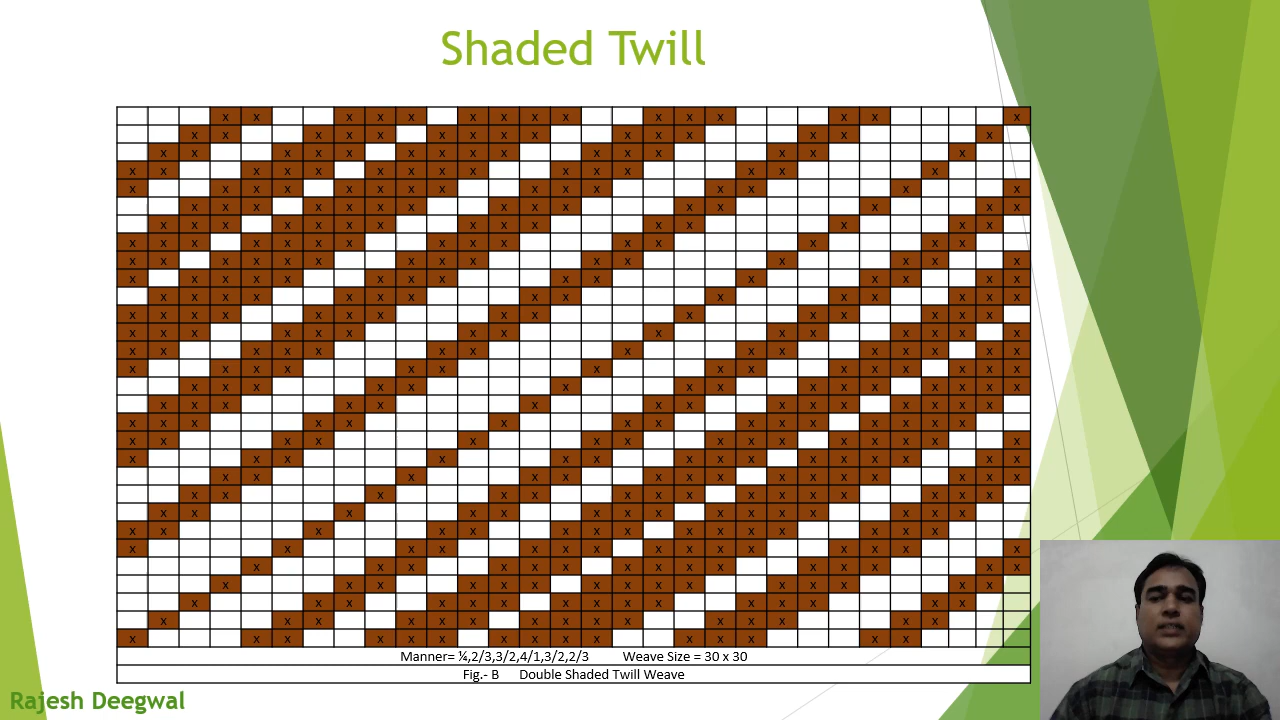 Shaded Twill
Manner= ¼,2/3,3/2,4/1,3/2,2/3 Weave Size = 30 x 30
Fig.- B Double Shaded Twill Weave
Rajesh Deegwal